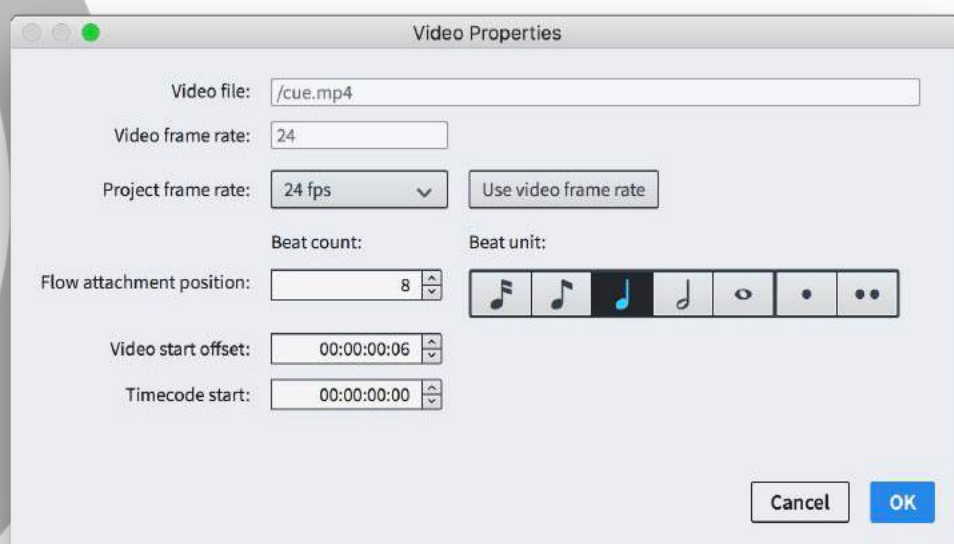 Video Properties
Video file: /cue.mp4
Video frame rate: 24
Project frame rate: 24 fps Use video frame rate
Beat count: Beat unit:
Flow attachment position: 8
Video start offset: 00:00:00:06
Timecode start: 00:00:00:00
Cancel OK